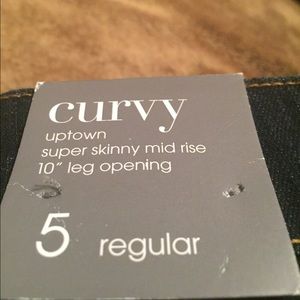 curvy
uptown
super skinny mid rise
10" leg opening
5 regular